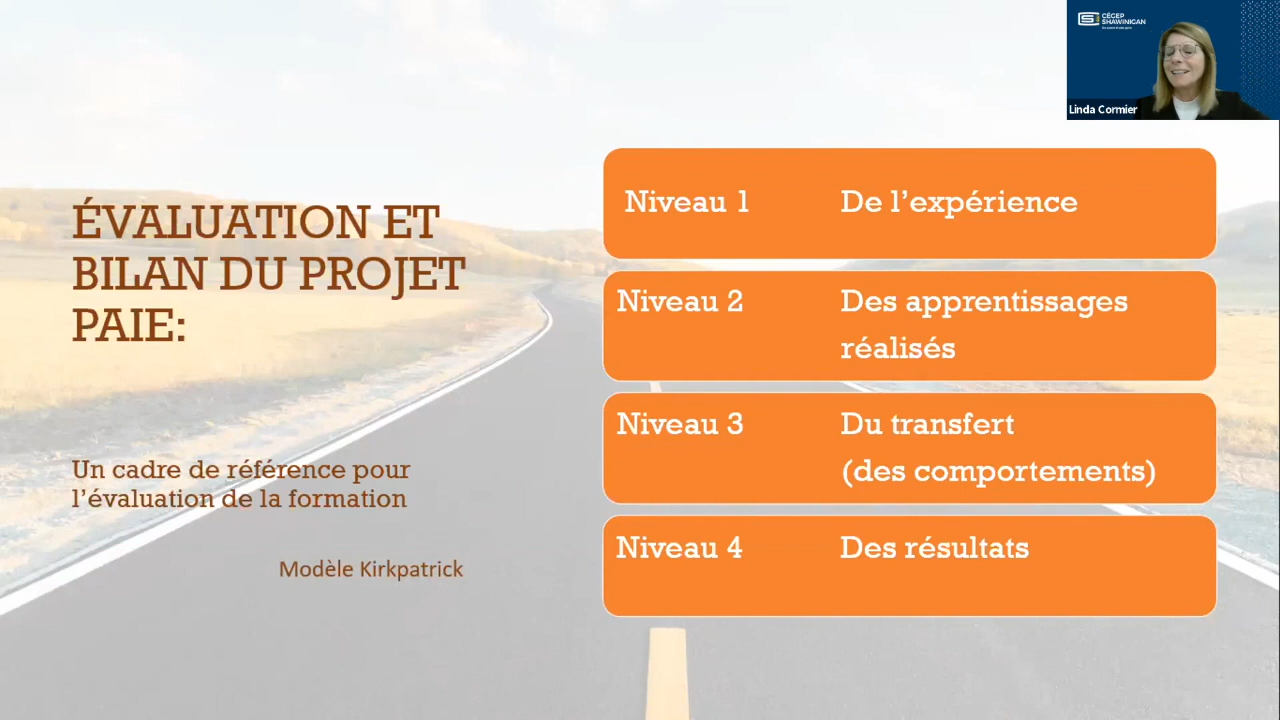 CÉGEP
SHAWINIGAN
Linda Cormier
ÉVALUATION ET
BILAN DU PROJET
PAIE:
Un cadre de référence pour
l’évaluation de la formation
Modèle Kirkpatrick
Niveau 1 De l’expérience
Niveau 2 Des apprentissages
réalisés
Niveau 3 Du transfert
(des comportements)
Niveau 4 Des résultats